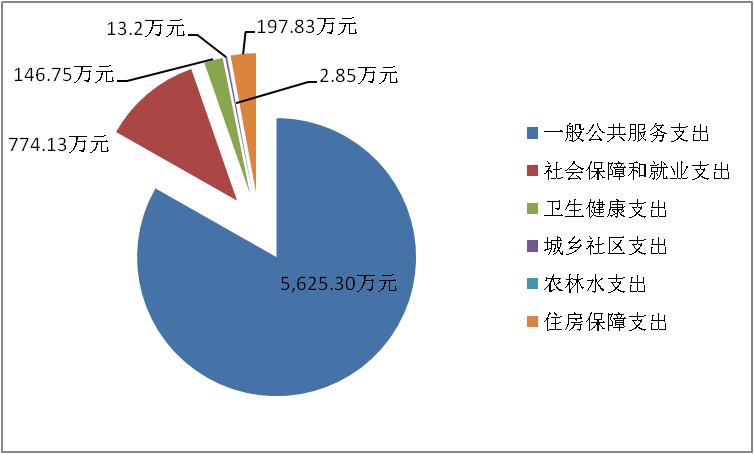 13.2万元
197.83万元
146.75万元
2.85万元
774.13万元
5,625.30万元
一般公共服务支出
社会保障和就业支出
卫生健康支出
城乡社区支出
农林水支出
住房保障支出